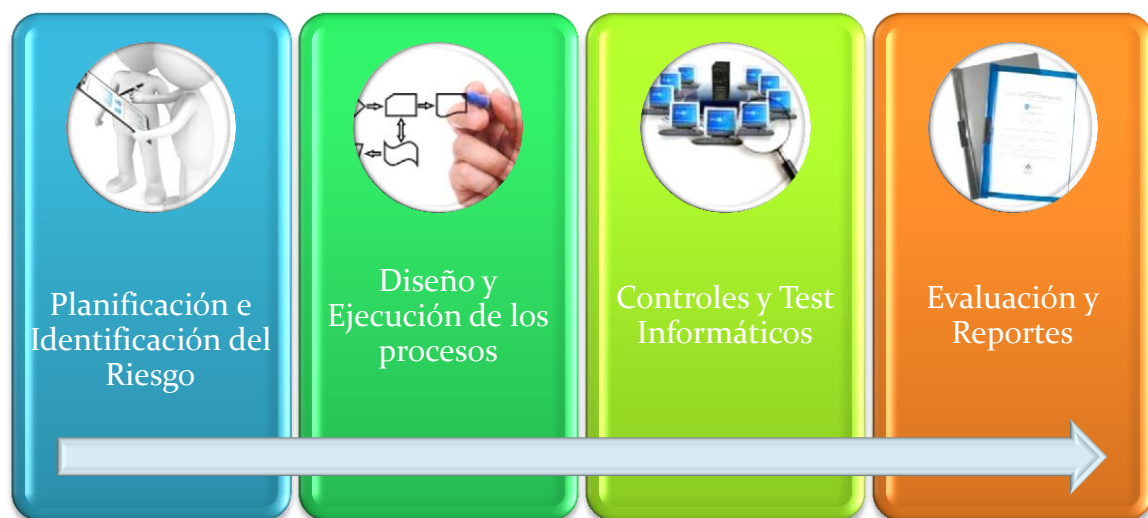 Planificación e
Identificación del
Riesgo
Diseño y
Ejecución de los
procesos
Controles y Test
Informáticos
Evaluación y
Reportes